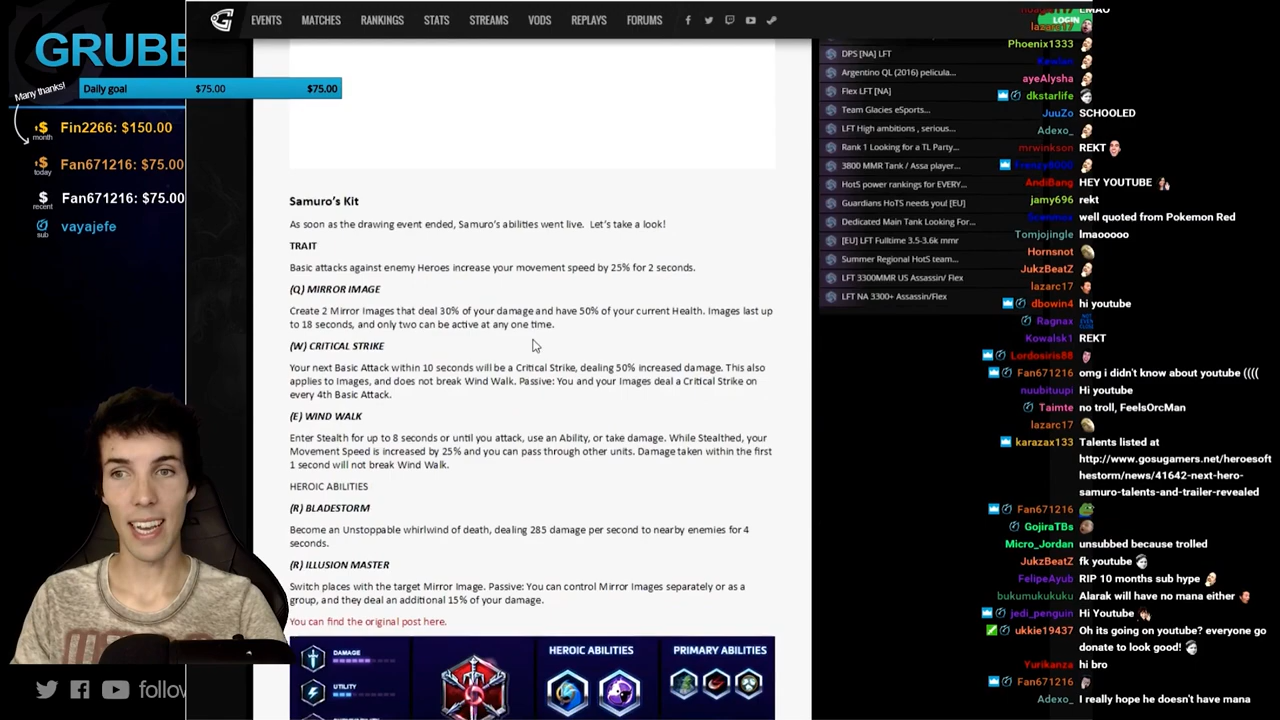 EVENTS MATCHES RANKINGS STATS STREAMS VODS REPLAYS FORUMS
LOGIN
GRUBB
Many thanks!
Daily goal $75.00 $75.00
month Fin2266: $150.00
today Fan671216: $75.00
recent Fan671216: $75.00
sub vayajefe
Samuro's Kit
As soon as the drawing event ended, Samuro's abilities went live. Let's take a look!
TRAIT
Basic attacks against enemy Heroes increase your movement speed by 25% for 2 seconds.
(Q) MIRROR IMAGE
Create 2 Mirror Images that deal 30% of your damage and have 50% of your current Health. Images last up
to 18 seconds, and only two can be active at any one time.
(W) CRITICAL STRIKE
Your next Basic Attack within 10 seconds will be a Critical Strike, dealing 50% increased damage. This also
applies to Images, and does not break Wind Walk. Passive: You and your Images deal a Critical Strike on
every 4th Basic Attack.
(E) WIND WALK
Enter Stealth for up to 8 seconds or until you attack, use an Ability, or take damage. While Stealthed, your
Movement Speed is increased by 25% and you can pass through other units. Damage taken within the first
1 second will not break Wind Walk.
HEROIC ABILITIES
(R) BLADESTORM
Become an Unstoppable whirlwind of death, dealing 285 damage per second to nearby enemies for 4
seconds.
(R) ILLUSION MASTER
Switch places with the target Mirror Image. Passive: You can control Mirror Images separately or as a
group, and they deal an additional 15% of your damage.
You can find the original post here.
DAMAGE
UTILITY
HEROIC ABILITIES
PRIMARY ABILITIES
follow
DPS [NA] LFT
Argentino QL (2016) pelicula...
Flex LFT [NA]
Team Glacies eSports...
LFT High ambitions , serious...
Rank 1 Looking for a TL Party...
3800 MMR Tank / Assa player...
HotS power rankings for EVERY...
Guardians HoTS needs you! [EU]
Dedicated Main Tank Looking For...
[EU] LFT Fulltime 3.5-3.6k mmr
Summer Regional HotS team...
LFT 3300MMR US Assassin/ Flex
LFT NA 3300+ Assassin/Flex
LMAO
lazarc17
Phoenix1333
ayeAlysha
dkstarlife
JuuZo SCHOOLED
Adexo_
mrwinkson REKT
AndiBang HEY YOUTUBE
jamy696 rekt
well quoted from Pokemon Red
Tomjojingle lmaooooo
Hornsnot
JukzBeatZ
lazarc17
dbowin4 hi youtube
Ragnax
Kowalsk1 REKT
Lordosiris88
Fan671216 omg i didn't know about youtube ((((
nuubituupi Hi youtube
Taimte no troll, FeelsOrcMan
lazarc17
karazax133 Talents listed at
http://www.gosugamers.net/heroesoft
hestorm/news/41642-next-hero-
samuro-talents-and-trailer-revealed
Fan671216
GojiraTBs
Micro_Jordan unsubbed because trolled
JukzBeatZ fk youtube
FelipeAyub RIP 10 months sub hype
bukumukukuku Alarak will have no mana either
jedi_penguin Hi Youtube
ukkie19437 Oh its going on youtube? everyone go
donate to look good!
Yurikanza hi bro
Fan671216
Adexo_ I really hope he doesn't have mana